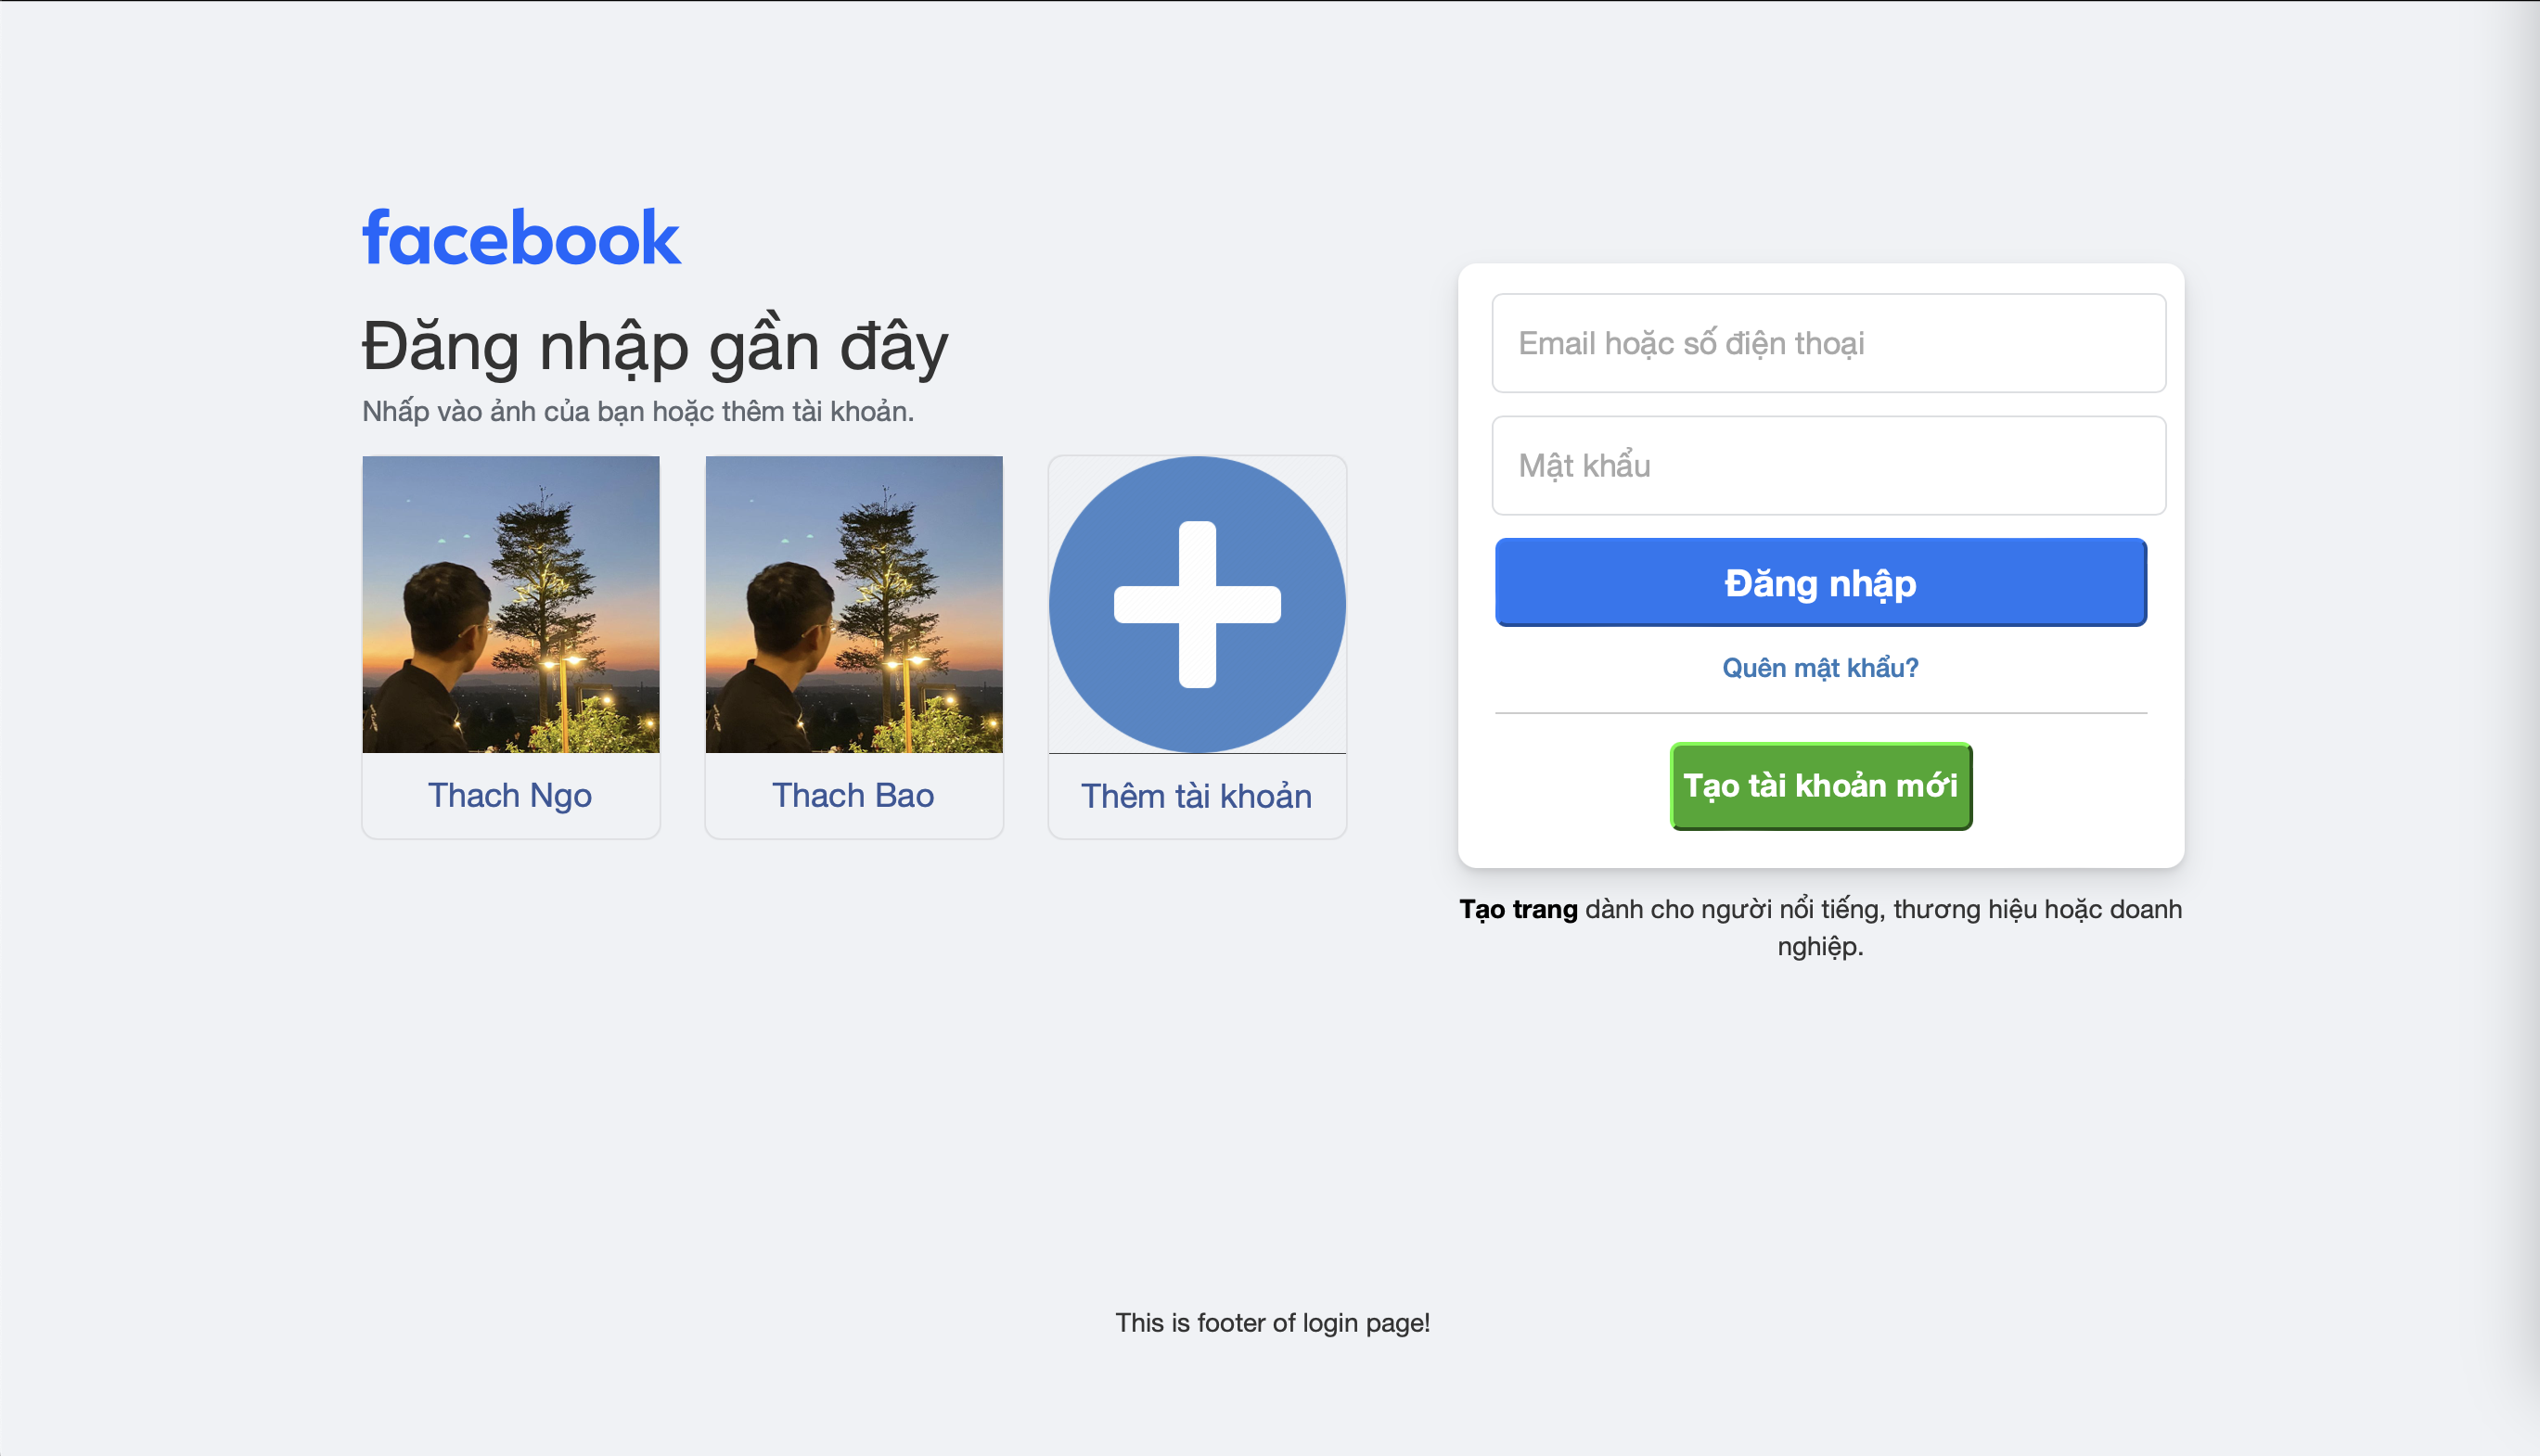 facebook
Đăng nhập gần đây
Nhấp vào ảnh của bạn hoặc thêm tài khoản.
Thach Ngo
Thach Bao
Thêm tài khoản
Email hoặc số điện thoại
Mật khẩu
Đăng nhập
Quên mật khẩu?
Tạo tài khoản mới
Tạo trang dành cho người nổi tiếng, thương hiệu hoặc doanh
nghiệp.
This is footer of login page!